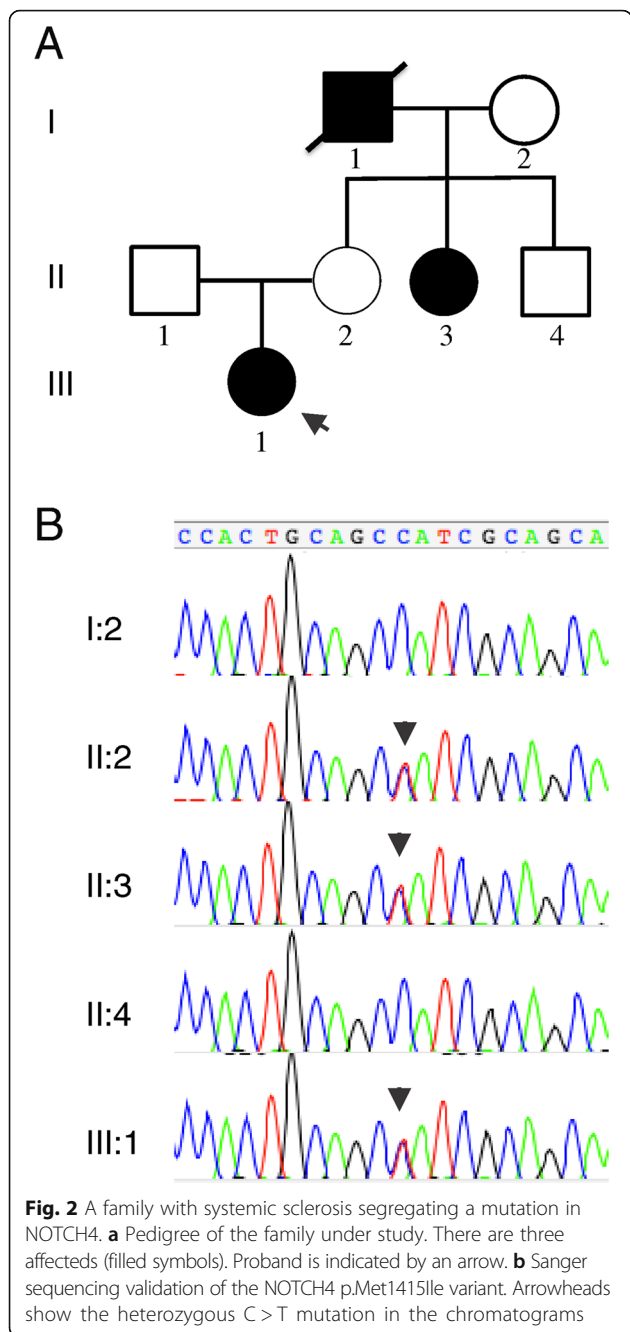 A
I
1 2
II
1 2 3 4
III
1
B
C C A C T G C A G C C A T C G C A G C A
I:2
II:2
II:3
II:4
III:1
Fig. 2 A family with systemic sclerosis segregating a mutation in
NOTCH4. a Pedigree of the family under study. There are three
affecteds (filled symbols). Proband is indicated by an arrow. b Sanger
sequencing validation of the NOTCH4 p.Met1415Ile variant. Arrowheads
show the heterozygous C > T mutation in the chromatograms